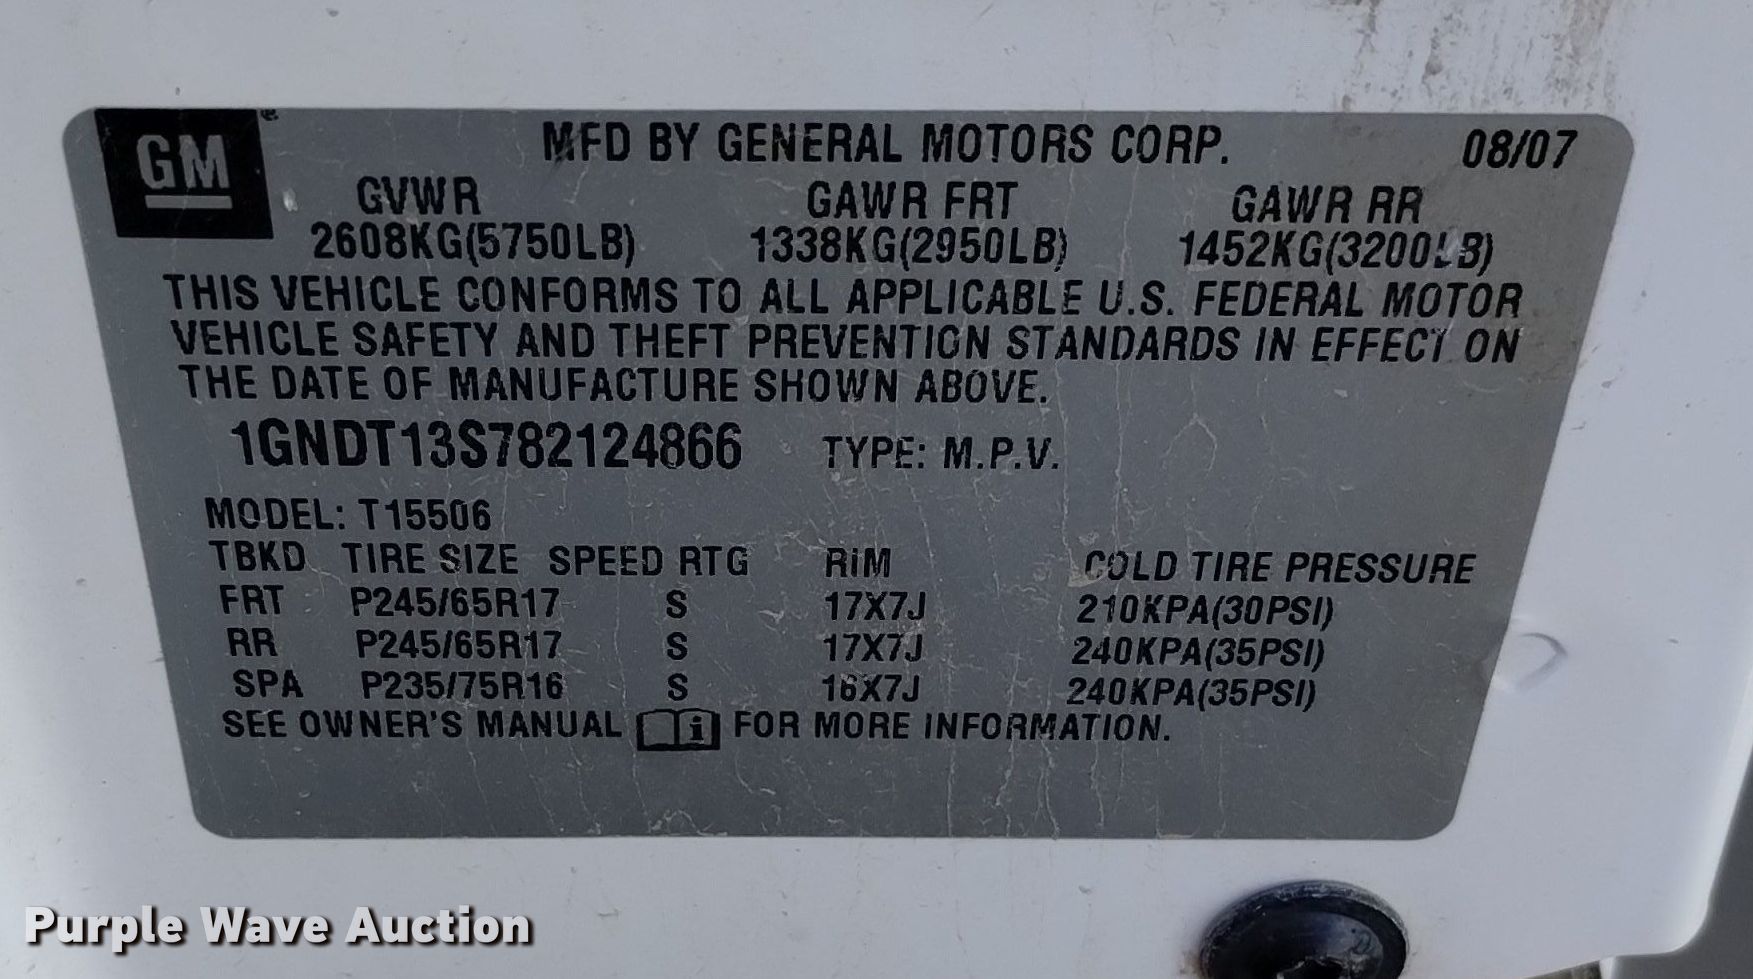 GM
MFD BY GENERAL MOTORS CORP. 08/07
GVWR GAWR FRT GAWR RR
2608KG(5750LB) 1338KG(2950LB) 1452KG(3200LB)
THIS VEHICLE CONFORMS TO ALL APPLICABLE U.S. FEDERAL MOTOR
VEHICLE SAFETY AND THEFT PREVENTION STANDARDS IN EFFECT ON
THE DATE OF MANUFACTURE SHOWN ABOVE.
1GNDT13S782124866 TYPE: M.P.V.
MODEL: T15506
TBKD TIRE SIZE SPEED RTG RIM COLD TIRE PRESSURE
FRT P245/65R17 S 17X7J 210KPA(30PSI)
RR P245/65R17 S 17X7J 240KPA(35PSI)
SPA P235/75R16 S 16X7J 240KPA(35PSI)
SEE OWNER'S MANUAL i FOR MORE INFORMATION.
Purple Wave Auction